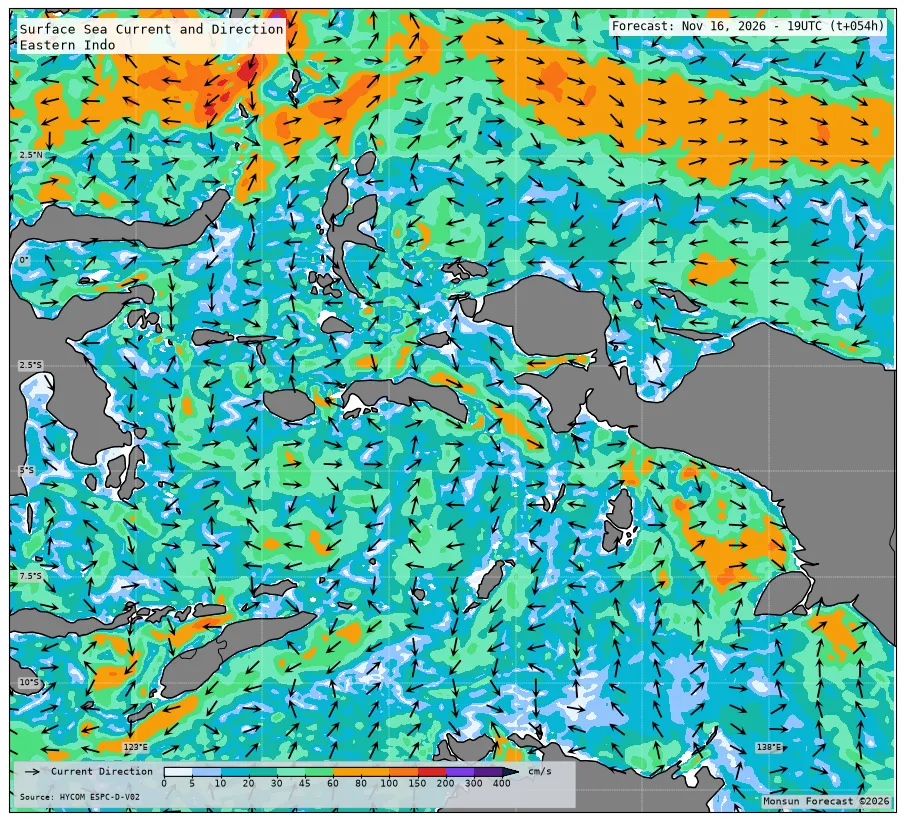 Surface Sea Current and Direction
Eastern Indo
Forecast: Nov 16, 2026 - 19UTC (t+054h)
2.5°N
0°
2.5°S
5°S
7.5°S
10°S
123°E
138°E
Current Direction
0 5 10 20 30 45 60 80 100 150 200 300 400 cm/s
Source: HYCOM ESPC-D-V02
Monsun Forecast ©2026